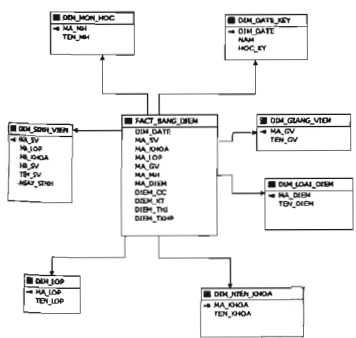 DIM_MON_HOC
MA_MH
TEN_MH
DIM_DATE_KEY
DIM_DATE
NAM
HOC_KY
FACT_BANG_DIEM
DIM_DATE
MA_SV
MA_KHOA
MA_LOP
MA_GV
MA_MH
MA_DIEM
DIEM_CC
DIEM_KT
DIEM_THI
DIEM_TKHP
DIM_SINH_VIEN
MA_SV
MA_LOP
MA_KHOA
HO_SV
TEN_SV
NGAY_SINH
DIM_GIANG_VIEN
MA_GV
TEN_GV
DIM_LOAI_DIEM
MA_DIEM
TEN_DIEM
DIM_LOP
MA_LOP
TEN_LOP
MA_KHOA
TEN_KHOA